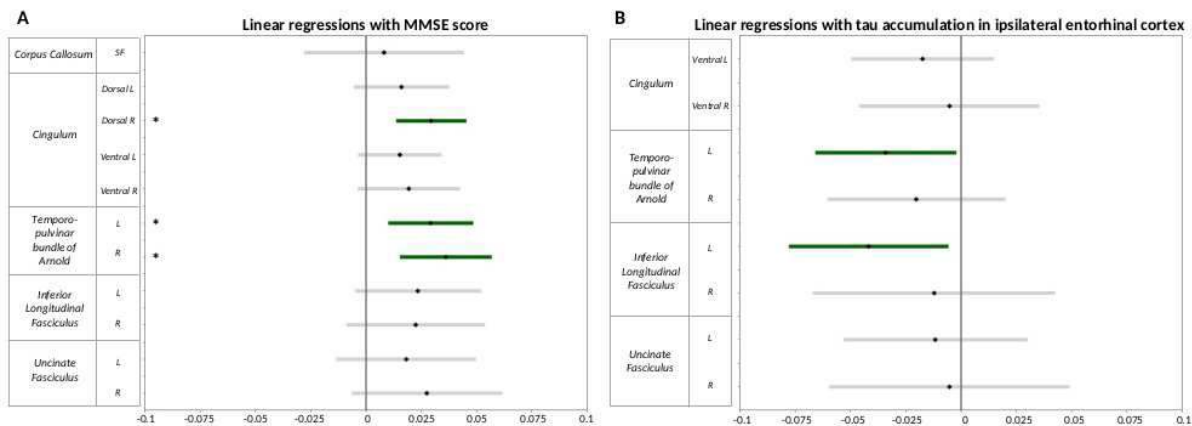 A
Linear regressions with MMSE score
Corpus Callosum
SF
Cingulum
Dorsal L
Dorsal R
*
Ventral L
Ventral R
Temporo-
pulvinar
bundle of
Arnold
L
*
R
*
Inferior
Longitudinal
Fasciculus
L
R
Uncinate
Fasciculus
L
R
-0.1 -0.075 -0.05 -0.025 0 0.025 0.05 0.075 0.1
B
Linear regressions with tau accumulation in ipsilateral entorhinal cortex
Cingulum
Ventral L
Ventral R
Temporo-
pulvinar
bundle of
Arnold
L
R
Inferior
Longitudinal
Fasciculus
L
R
Uncinate
Fasciculus
L
R
-0.1 -0.075 -0.05 -0.025 0 0.025 0.05 0.075 0.1